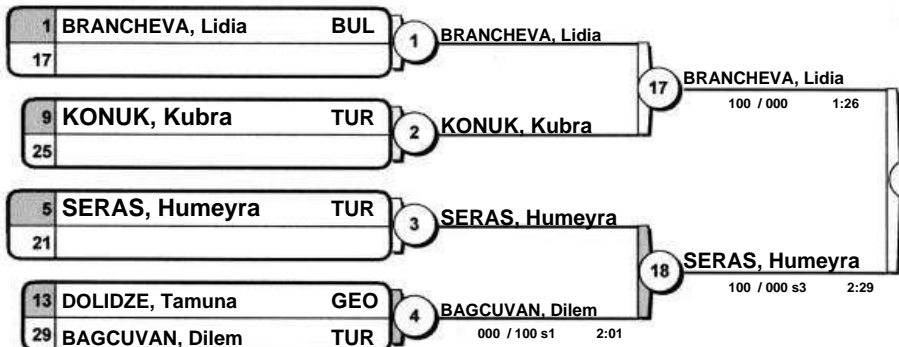 1 BRANCHEVA, Lidia BUL
17
1 BRANCHEVA, Lidia
9 KONUK, Kubra TUR
25
2 KONUK, Kubra
17 BRANCHEVA, Lidia
100 / 000 1:26
5 SERAS, Humeyra TUR
21
3 SERAS, Humeyra
13 DOLIDZE, Tamuna GEO
29 BAGCUVAN, Dilem TUR
4 BAGCUVAN, Dilem
000 / 100 s1 2:01
18 SERAS, Humeyra
100 / 000 s3 2:29